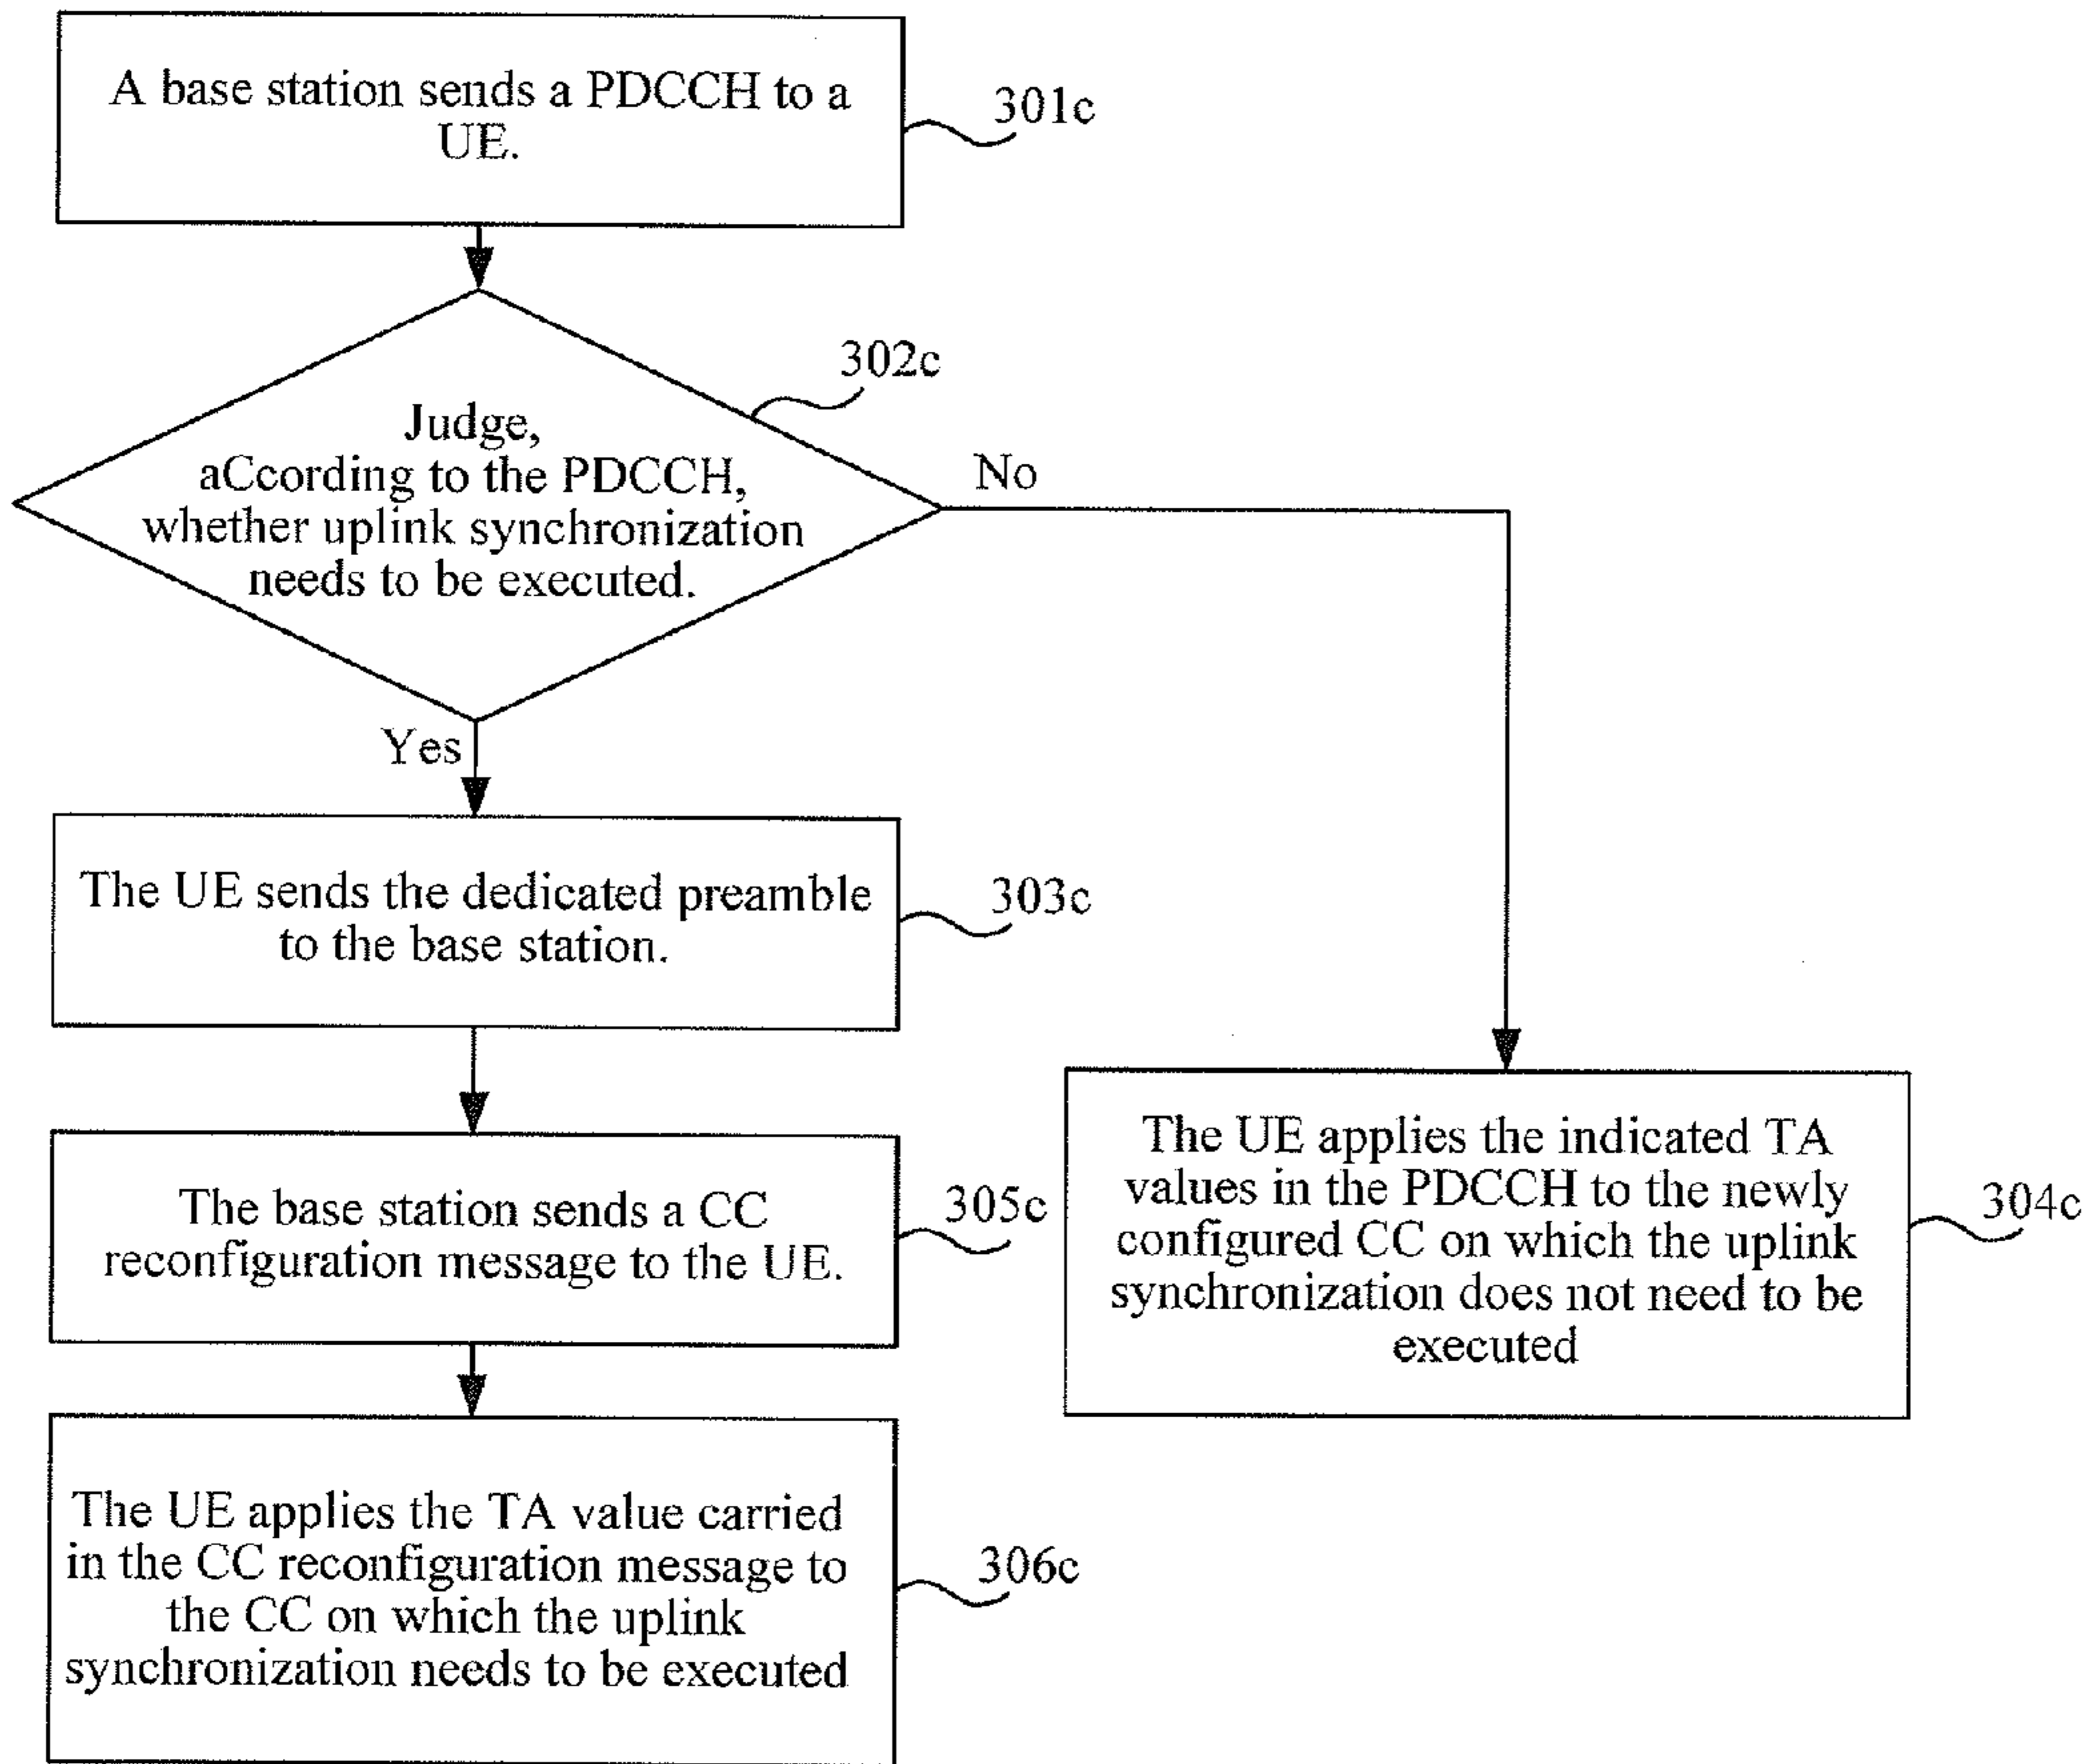 A base station sends a PDCCH to a
UE.
301c
302c
Judge,
aCcording to the PDCCH,
whether uplink synchronization
needs to be executed.
No
Yes
The UE sends the dedicated preamble
to the base station.
303c
The base station sends a CC
reconfiguration message to the UE.
305c
The UE applies the indicated TA
values in the PDCCH to the newly
configured CC on which the uplink
synchronization does not need to be
executed
304c
The UE applies the TA value carried
in the CC reconfiguration message to
the CC on which the uplink
synchronization needs to be executed
306c